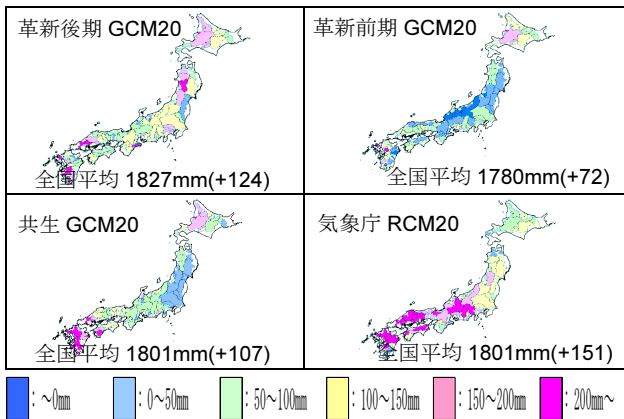 革新後期 GCM20
全国平均 1827mm(+124)
革新前期 GCM20
全国平均 1780mm(+72)
共生 GCM20
全国平均 1801mm(+107)
気象庁 RCM20
全国平均 1801mm(+151)
:~0mm :0~50mm :50~100mm :100~150mm :150~200mm :200mm~